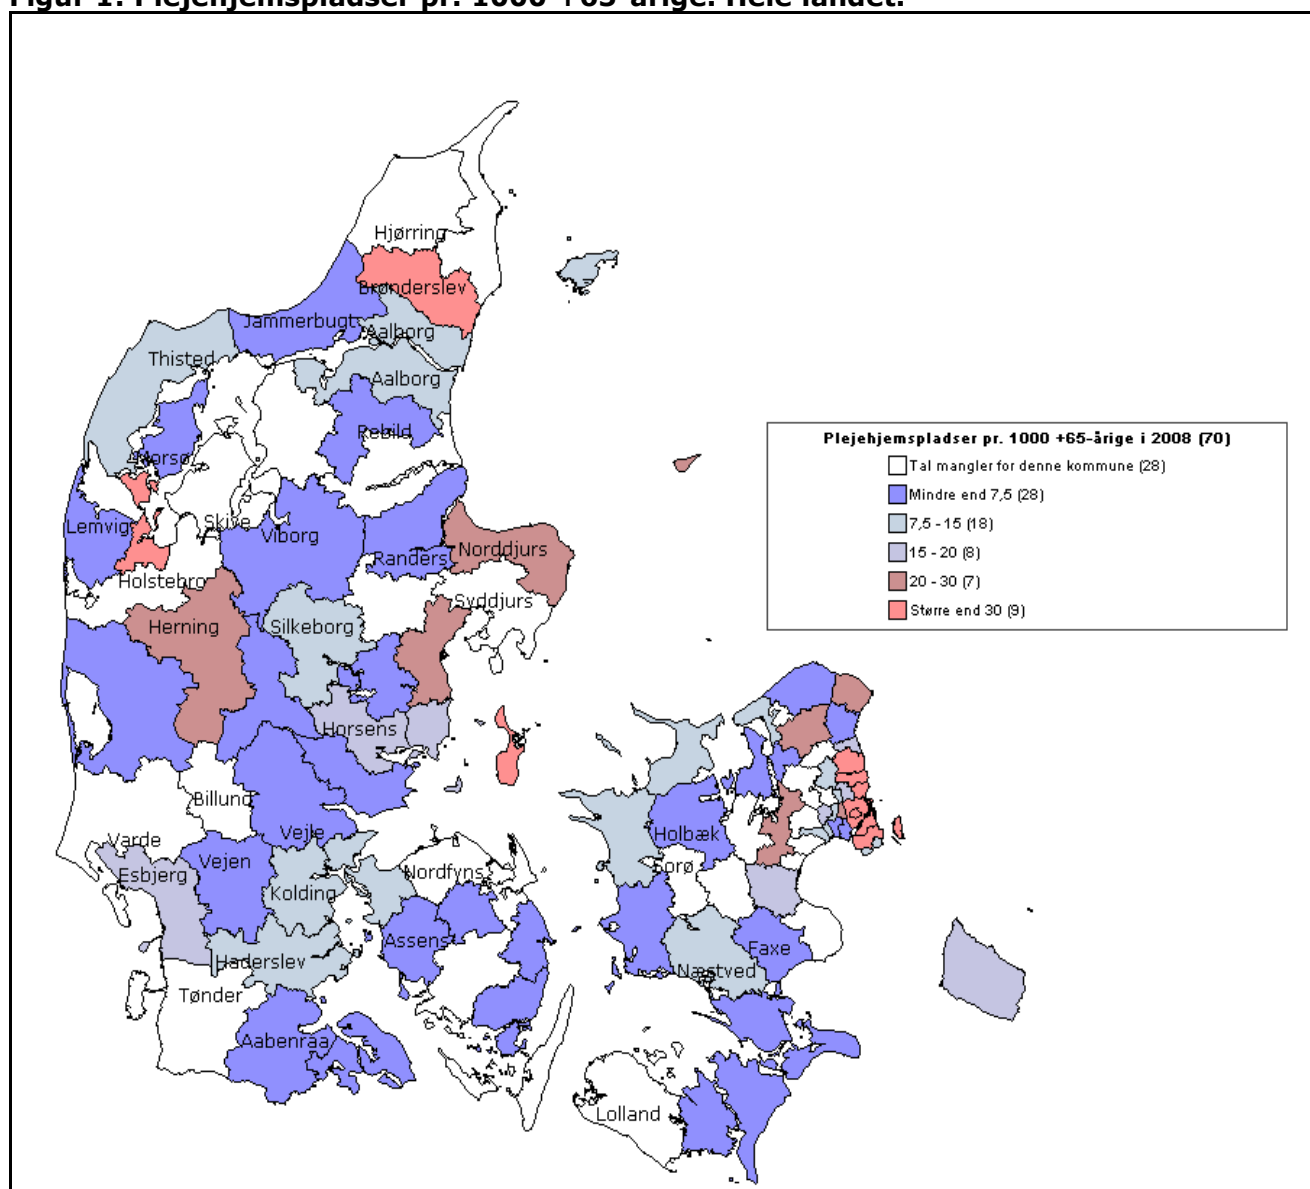 Figur 1. Plejehjemspladser pr. 1000 +65-årige. Hele landet.
Hjørring
Brønderslev
Jammerbugt
Aalborg
Thisted
Aalborg
Rebild
Morsø
Plejehjemspladser pr. 1000 +65-årige i 2008 (70)
Tal mangler for denne kommune (28)
Mindre end 7,5 (28)
7,5 - 15 (18)
15 - 20 (8)
20 - 30 (7)
Større end 30 (9)
Lemvig
Skive
Viborg
Randers
Norddjurs
Holstebro
Syddjurs
Herning
Silkeborg
Horsens
Billund
Varde
Vejle
Holbæk
Esbjerg
Vejen
Kolding
Nordfyns
Sorø
Assens
Faxe
Haderslev
Næstved
Tønder
Aabenraa
Lolland